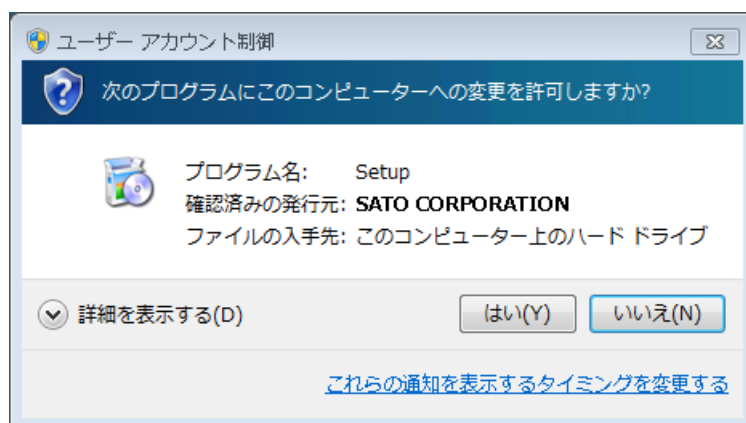 ユーザー アカウント制御
次のプログラムにこのコンピューターへの変更を許可しますか?
プログラム名: Setup
確認済みの発行元: SATO CORPORATION
ファイルの入手先: このコンピューター上のハード ドライブ
詳細を表示する(D) はい(Y) いいえ(N)
これらの通知を表示するタイミングを変更する